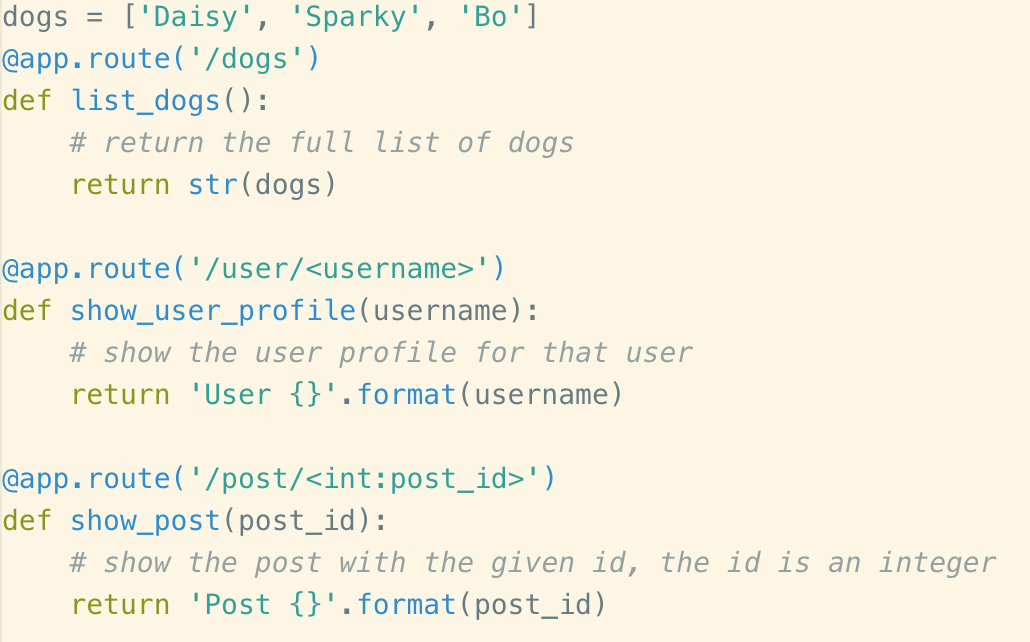 dogs = ['Daisy', 'Sparky', 'Bo']
@app.route('/dogs')
def list_dogs():
    # return the full list of dogs
    return str(dogs)

@app.route('/user/<username>')
def show_user_profile(username):
    # show the user profile for that user
    return 'User {}'.format(username)

@app.route('/post/<int:post_id>')
def show_post(post_id):
    # show the post with the given id, the id is an integer
    return 'Post {}'.format(post_id)